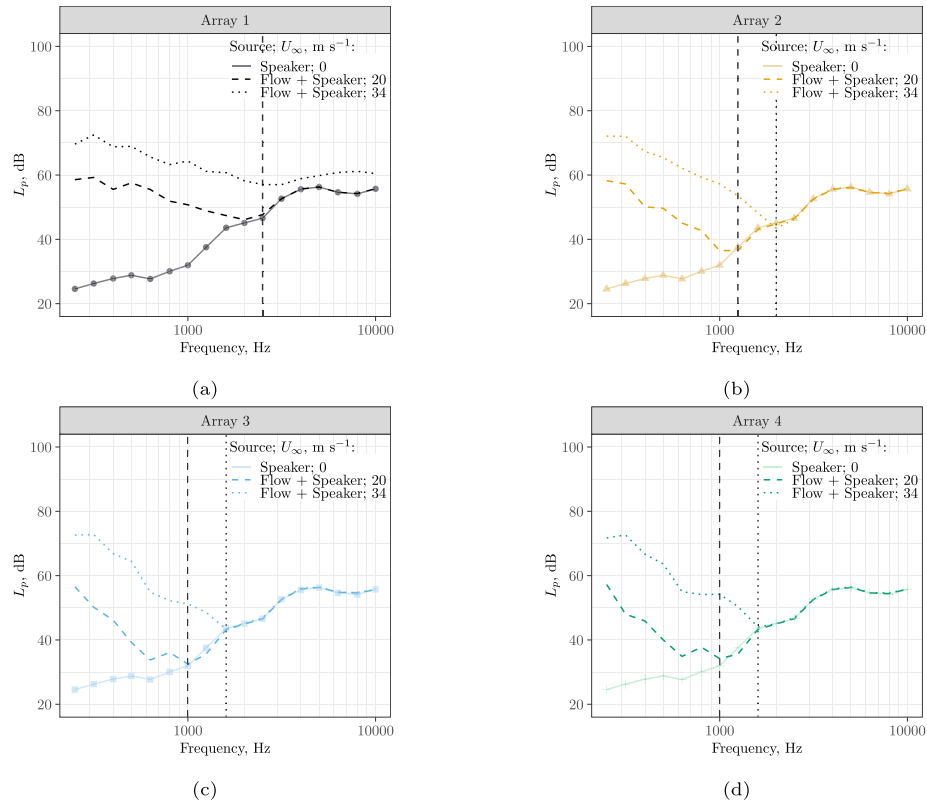 Array 1
Source; U∞, m s−1:
Speaker; 0
Flow + Speaker; 20
Flow + Speaker; 34
100
80
60
40
20
Lp, dB
1000
10000
Frequency, Hz
(a)
Array 2
Source; U∞, m s−1:
Speaker; 0
Flow + Speaker; 20
Flow + Speaker; 34
100
80
60
40
20
Lp, dB
1000
10000
Frequency, Hz
(b)
Array 3
Source; U∞, m s−1:
Speaker; 0
Flow + Speaker; 20
Flow + Speaker; 34
100
80
60
40
20
Lp, dB
1000
10000
Frequency, Hz
(c)
Array 4
Source; U∞, m s−1:
Speaker; 0
Flow + Speaker; 20
Flow + Speaker; 34
100
80
60
40
20
Lp, dB
1000
10000
Frequency, Hz
(d)